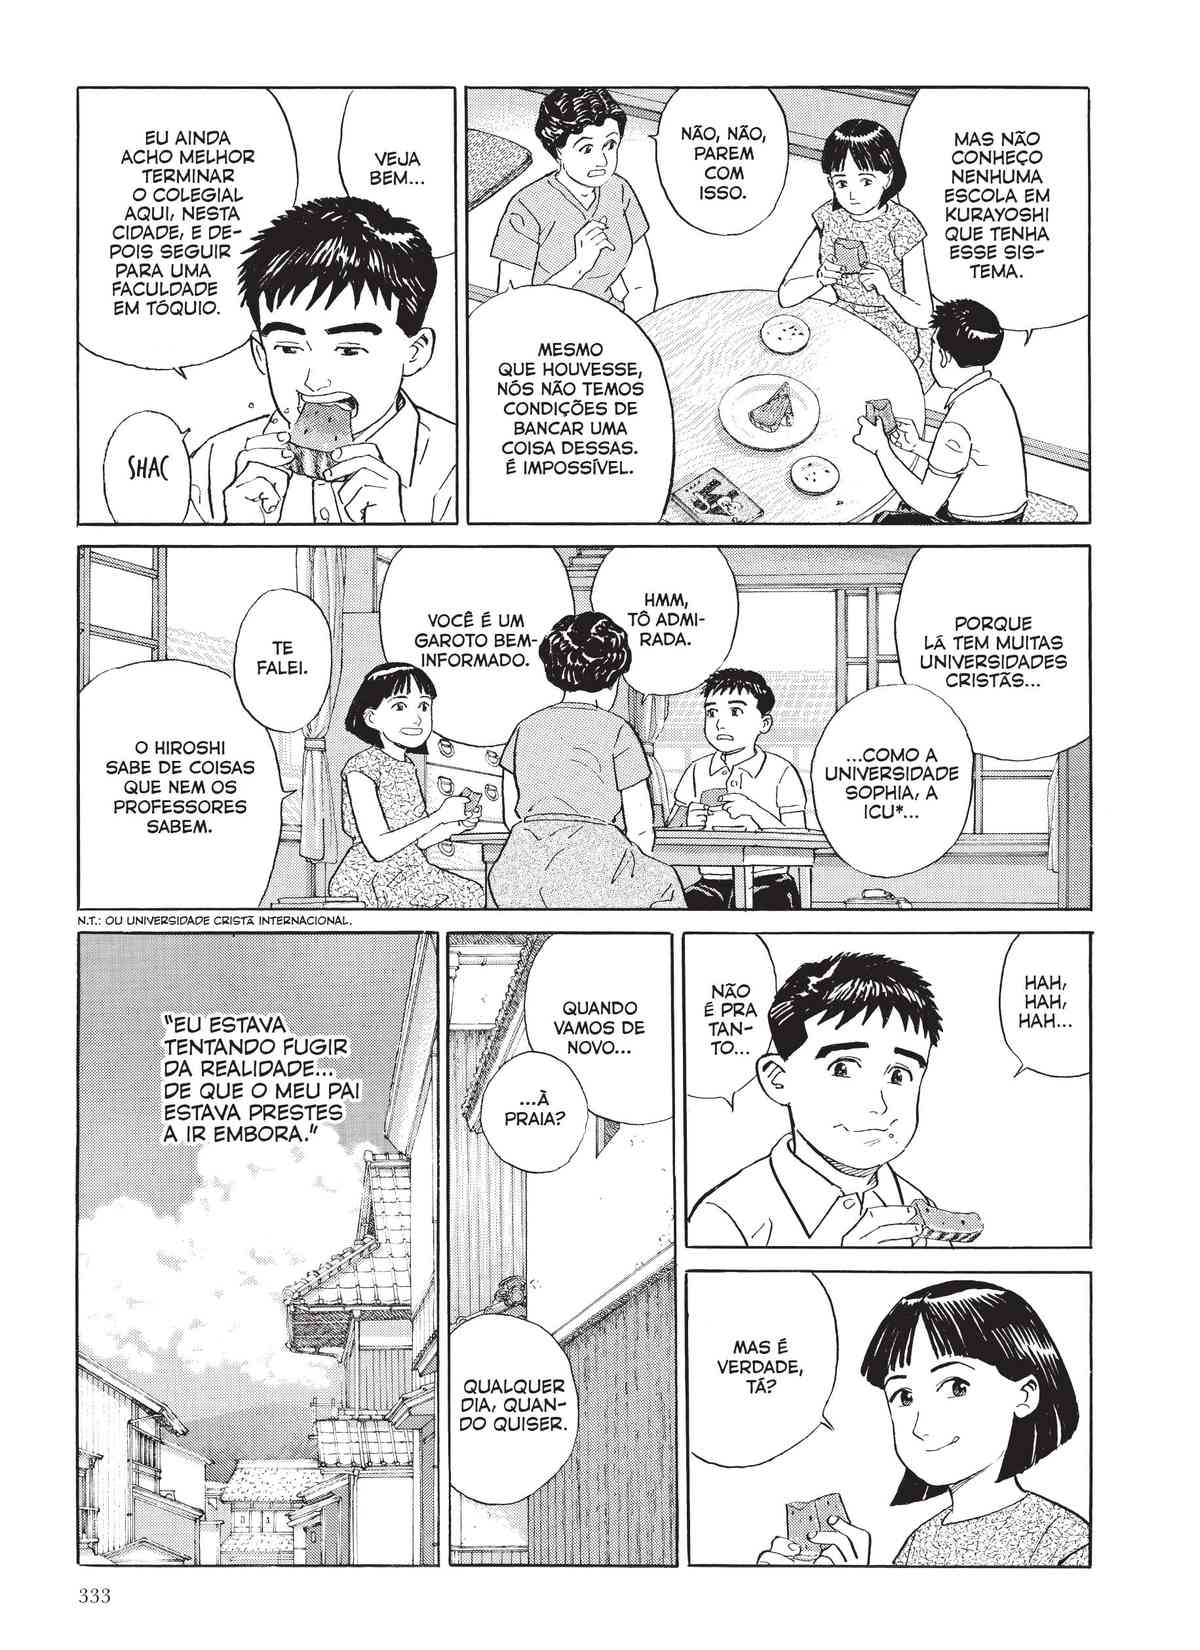 MAS NÃO
CONHEÇO
NENHUMA
ESCOLA EM
KURAYOSHI
QUE TENHA
ESSE SIS-
TEMA.
NÃO, NÃO,
PAREM
COM
ISSO.
MESMO
QUE HOUVESSE,
NÓS NÃO TEMOS
CONDIÇÕES DE
BANCAR UMA
COISA DESSAS.
É IMPOSSÍVEL.
VEJA
BEM...
EU AINDA
ACHO MELHOR
TERMINAR
O COLEGIAL
AQUI, NESTA
CIDADE, E DE-
POIS SEGUIR
PARA UMA
FACULDADE
EM TÓQUIO.
SHAC
PORQUE
LÁ TEM MUITAS
UNIVERSIDADES
CRISTÃS...
...COMO A
UNIVERSIDADE
SOPHIA, A
ICU*...
HMM,
TÔ ADMI-
RADA.
VOCÊ É UM
GAROTO BEM-
INFORMADO.
TE
FALEI.
O HIROSHI
SABE DE COISAS
QUE NEM OS
PROFESSORES
SABEM.
N.T.: OU UNIVERSIDADE CRISTÃ INTERNACIONAL.
HAH,
HAH,
HAH...
NÃO
É PRA
TAN-
TO...
MAS É
VERDADE,
TÁ?
QUANDO
VAMOS DE
NOVO...
...À
PRAIA?
QUALQUER
DIA, QUAN-
DO QUISER.
"EU ESTAVA
TENTANDO FUGIR
DA REALIDADE...
DE QUE O MEU PAI
ESTAVA PRESTES
A IR EMBORA."
333